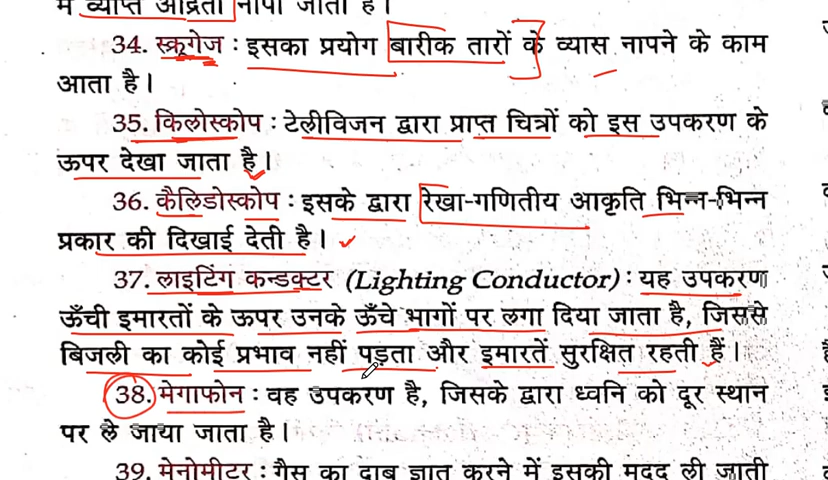 में व्याप्त आर्द्रता नापी जाती है।
34. स्क्रूगेज : इसका प्रयोग बारीक तारों के व्यास नापने के काम
आता है।
35. किलोस्कोप : टेलीविजन द्वारा प्राप्त चित्रों को इस उपकरण के
ऊपर देखा जाता है।
36. कैलिडोस्कोप : इसके द्वारा रेखा-गणितीय आकृति भिन्न-भिन्न
प्रकार की दिखाई देती है।
37. लाइटिंग कन्डक्टर (Lighting Conductor) : यह उपकरण
ऊँची इमारतों के ऊपर उनके ऊँचे भागों पर लगा दिया जाता है, जिससे
बिजली का कोई प्रभाव नहीं पड़ता और इमारतें सुरक्षित रहती हैं।
38. मेगाफोन : वह उपकरण है, जिसके द्वारा ध्वनि को दूर स्थान
पर ले जाया जाता है।
39. मेनोमीटर : गैस का दाब ज्ञात करने में इसकी मदद ली जाती